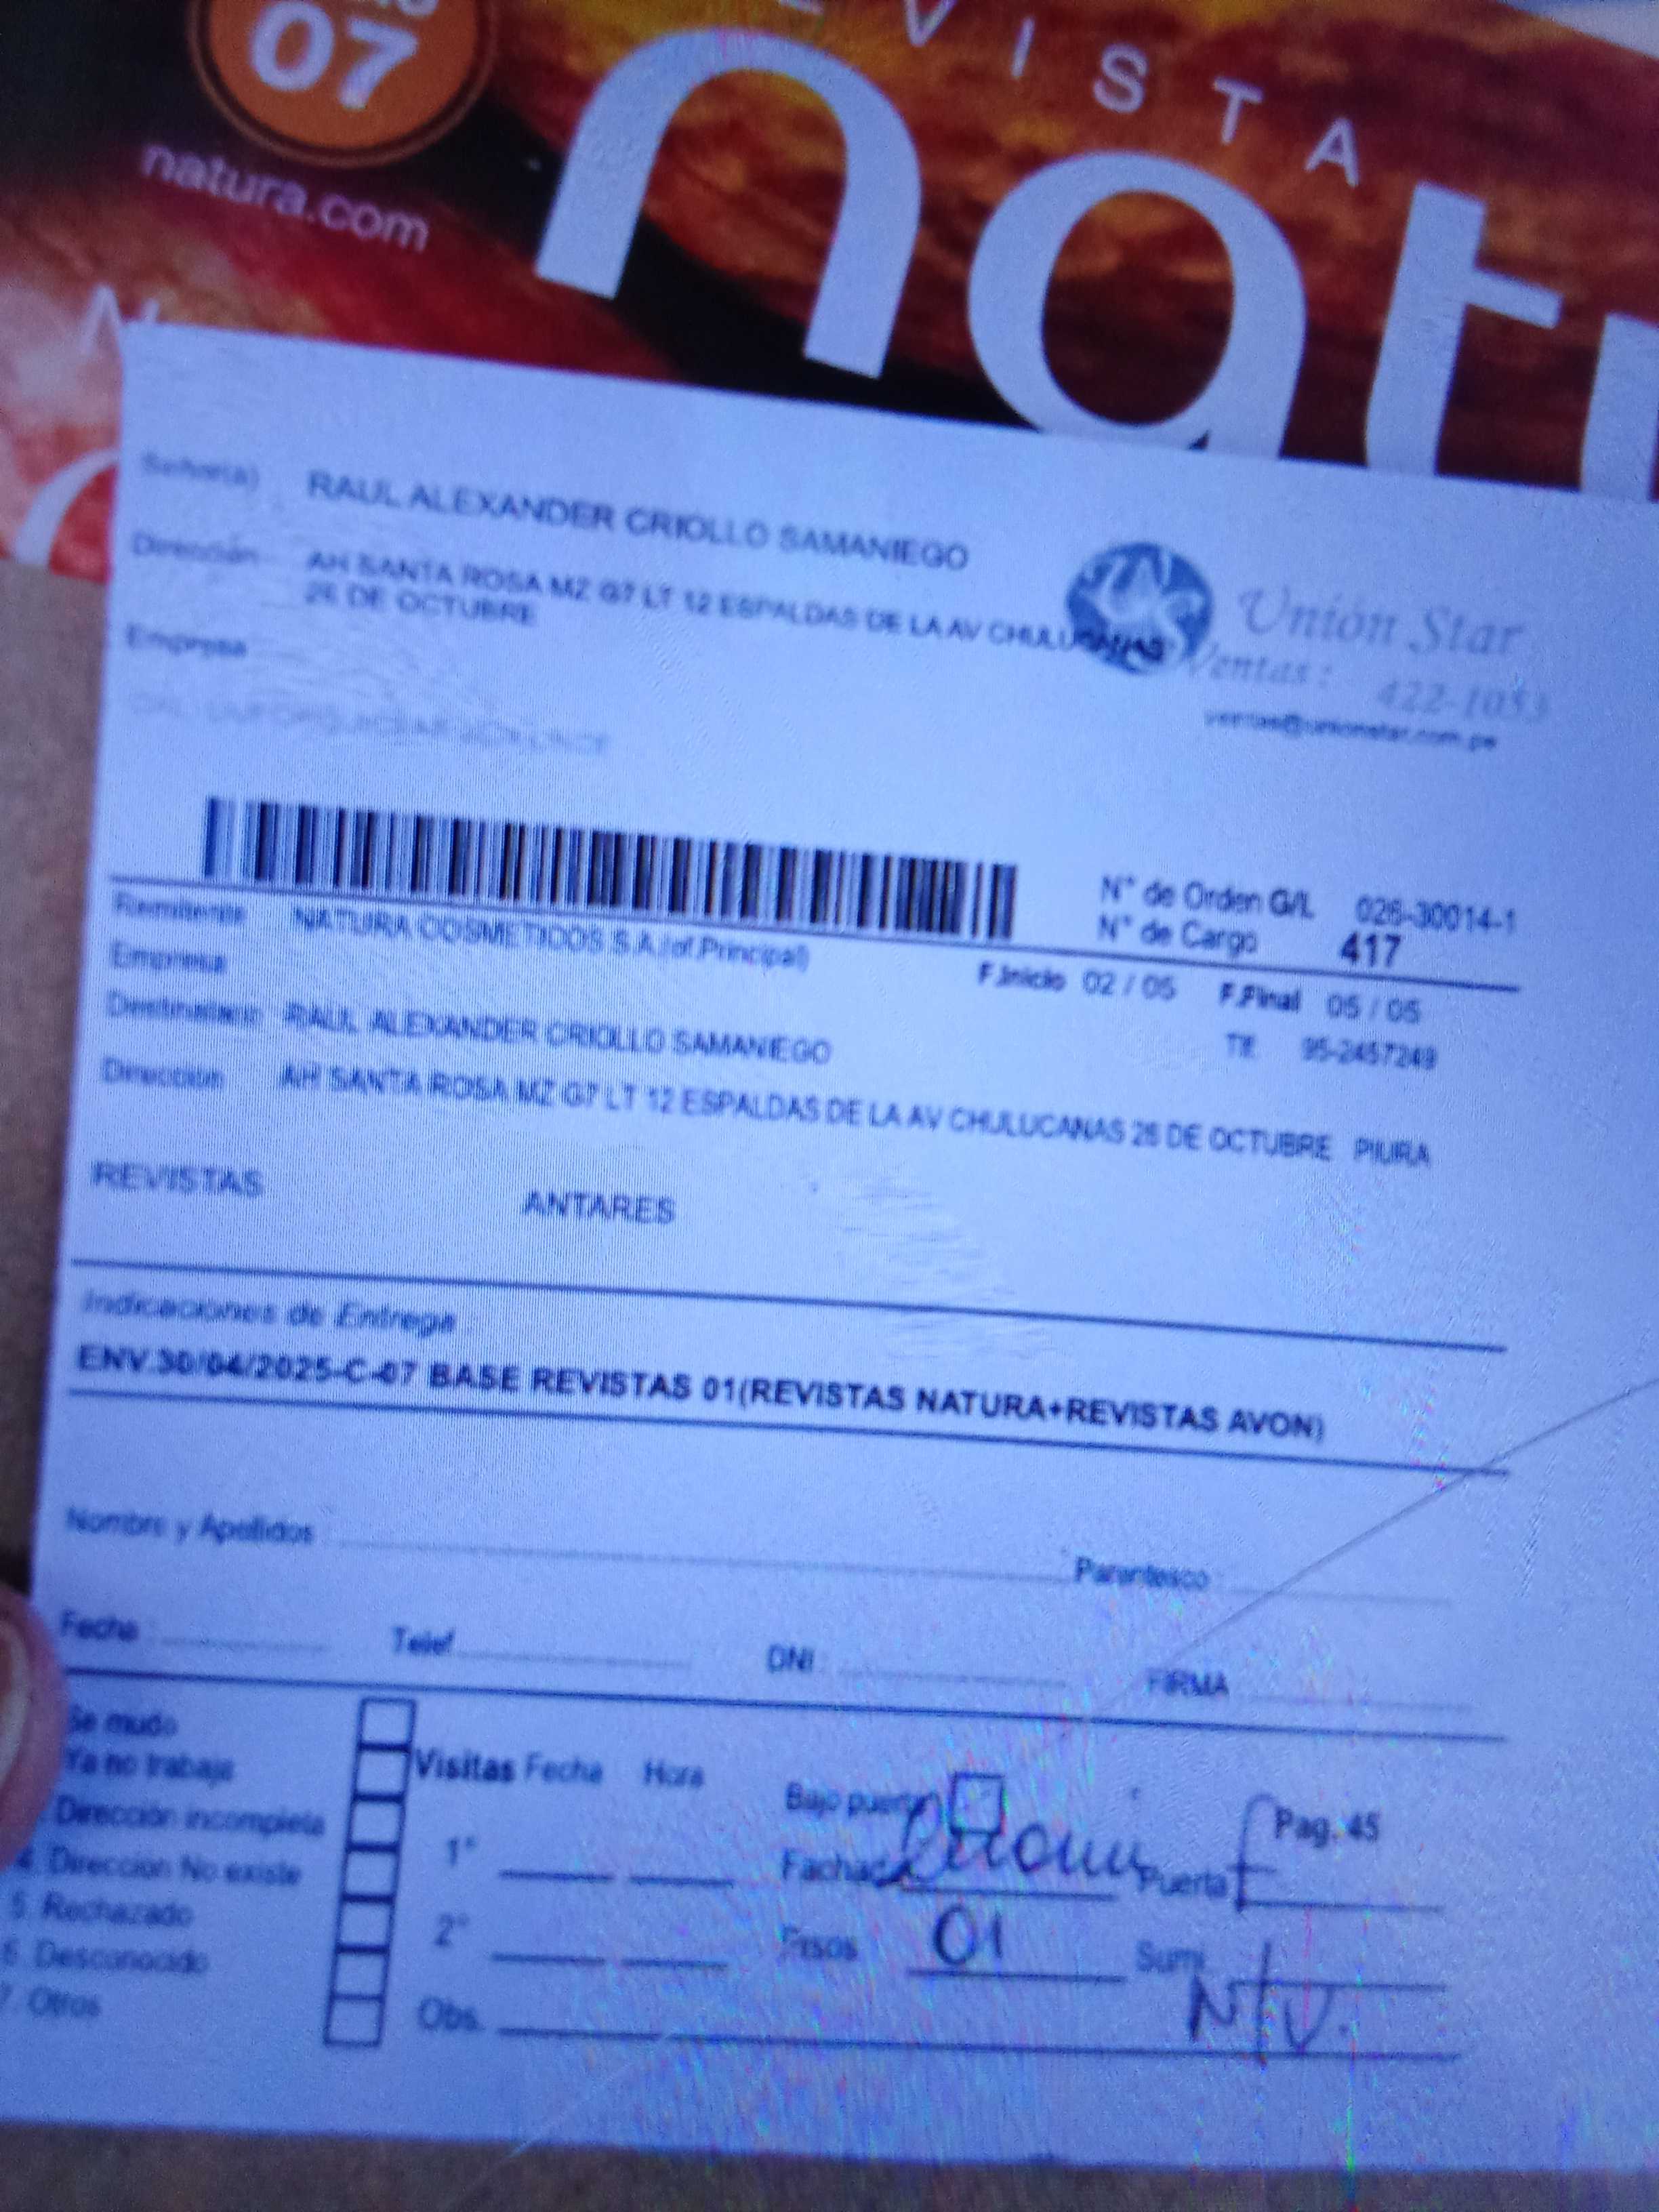 07
natura.com
VISTA
natu
Señor(a) RAUL ALEXANDER CRIOLLO SAMANIEGO
Dirección AH SANTA ROSA MZ G7 LT 12 ESPALDAS DE LA AV CHULUCANAS
26 DE OCTUBRE
Empresa
Unión Star
Ventas: 422-1053
ventas@unionstar.com.pe
N° de Orden G/L 026-30014-1
N° de Cargo 417
Remitente NATURA COSMETICOS S.A.(of.Principal)
Empresa
F.Inicio 02 / 05 F.Final 05 / 05
Destinatario RAUL ALEXANDER CRIOLLO SAMANIEGO
Tlf. 95-2457249
Dirección AH SANTA ROSA MZ G7 LT 12 ESPALDAS DE LA AV CHULUCANAS 26 DE OCTUBRE PIURA
REVISTAS ANTARES
Indicaciones de Entrega
ENV.30/04/2025-C-07 BASE REVISTAS 01(REVISTAS NATURA+REVISTAS AVON)
Nombre y Apellidos Parentesco
Fecha Telef. DNI FIRMA
Se mudo
Ya no trabaja
Dirección incompleta
4. Direccion No existe
5. Rechazado
6. Desconocido
7. Otros
Visitas Fecha Hora
1°
2°
Obs.
Bajo puerta
Pag. 45
Fachada Puerta
Pisos 01 Sumi.
N V.